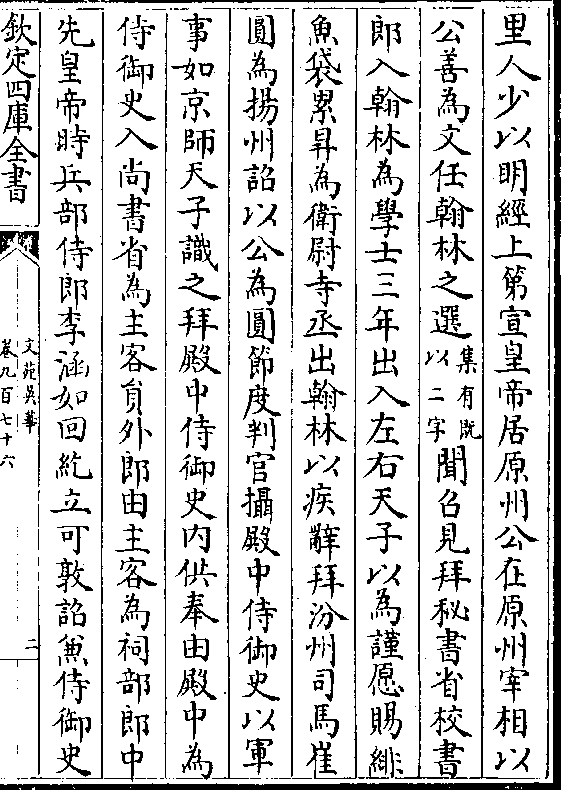 里人少以明經上第宣皇帝居原州公在原州宰相以
公善為文任翰林之選集有既以二字聞召見拜秘書省校書
郎入翰林為學士三年出入左右天子以為謹愿賜緋
魚袋累昇為衛尉寺丞出翰林以疾辭拜汾州司馬崔
圓為揚州詔以公為圓節度判官攝殿中侍御史以軍
事如京師天子識之拜殿中侍御史內供奉由殿中為
侍御史入尚書省為主客員外郎由主客為祠部郎中
先皇帝時兵部侍郎李涵如回紇立可敦詔兼侍御史
欽定四庫全書
文苑英華
卷九百七十六
二